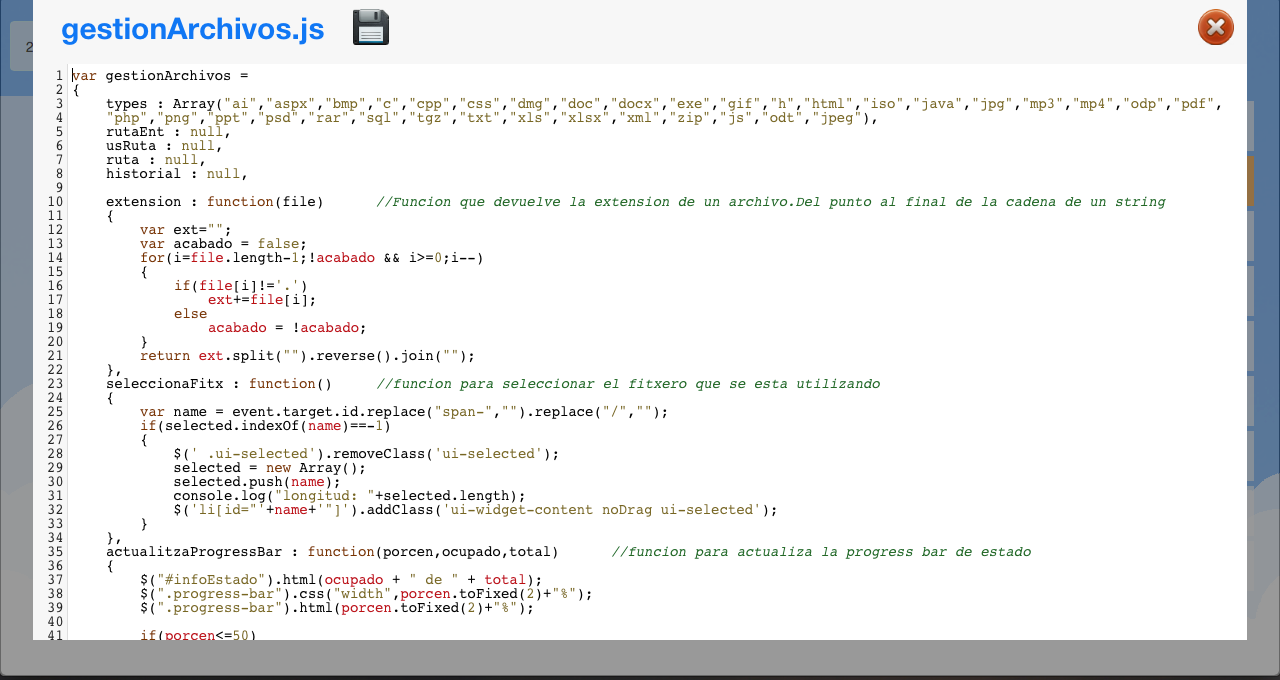 gestionArchivos.js
2
1 var gestionArchivos =
2 {
3     types : Array("ai","aspx","bmp","c","cpp","css","dmg","doc","docx","exe","gif","h","html","iso","java","jpg","mp3","mp4","odp","pdf",
4     "php","png","ppt","psd","rar","sql","tgz","txt","xls","xlsx","xml","zip","js","odt","jpeg"),
5     rutaEnt : null,
6     usRuta : null,
7     ruta : null,
8     historial : null,
9
10     extension : function(file)      //Funcion que devuelve la extension de un archivo.Del punto al final de la cadena de un string
11     {
12         var ext="";
13         var acabado = false;
14         for(i=file.length-1;!acabado && i>=0;i--)
15         {
16             if(file[i]!='.')
17                 ext+=file[i];
18             else
19                 acabado = !acabado;
20         }
21         return ext.split("").reverse().join("");
22     },
23     seleccionaFitx : function()     //funcion para seleccionar el fitxero que se esta utilizando
24     {
25         var name = event.target.id.replace("span-","").replace("/","");
26         if(selected.indexOf(name)==-1)
27         {
28             $(' .ui-selected').removeClass('ui-selected');
29             selected = new Array();
30             selected.push(name);
31             console.log("longitud: "+selected.length);
32             $('li[id="'+name+'"]').addClass('ui-widget-content noDrag ui-selected');
33         }
34     },
35     actualitzaProgressBar : function(porcen,ocupado,total)      //funcion para actualiza la progress bar de estado
36     {
37         $("#infoEstado").html(ocupado + " de " + total);
38         $(".progress-bar").css("width",porcen.toFixed(2)+"%");
39         $(".progress-bar").html(porcen.toFixed(2)+"%");
40
41         if(porcen<=50)